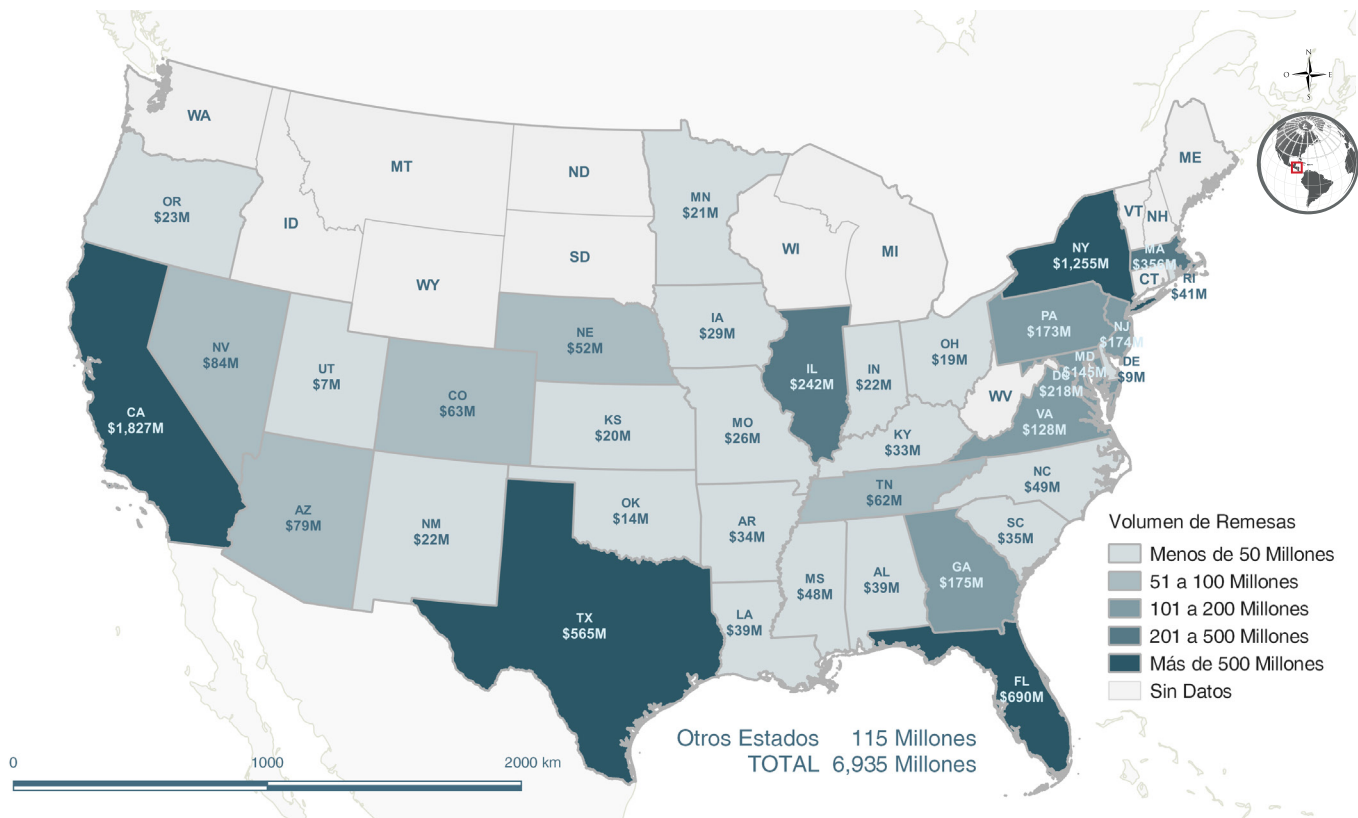 WA
MT
ND
MN
$21M
ME
OR
$23M
ID
WY
SD
WI
MI
VT
NH
NY
$1,255M
MA
$356M
CT
RI
$41M
NV
$84M
UT
$7M
CO
$63M
NE
$52M
IA
$29M
IL
$242M
IN
$22M
OH
$19M
PA
$173M
NJ
$174M
MD
$145M
DE
$9M
DC
$218M
WV
VA
$128M
CA
$1,827M
KS
$20M
MO
$26M
KY
$33M
AZ
$79M
NM
$22M
OK
$14M
AR
$34M
TN
$62M
NC
$49M
SC
$35M
TX
$565M
LA
$39M
MS
$48M
AL
$39M
GA
$175M
FL
$690M
N
O
E
S
Volumen de Remesas
Menos de 50 Millones
51 a 100 Millones
101 a 200 Millones
201 a 500 Millones
Más de 500 Millones
Sin Datos
Otros Estados 115 Millones
TOTAL 6,935 Millones
0 1000 2000 km